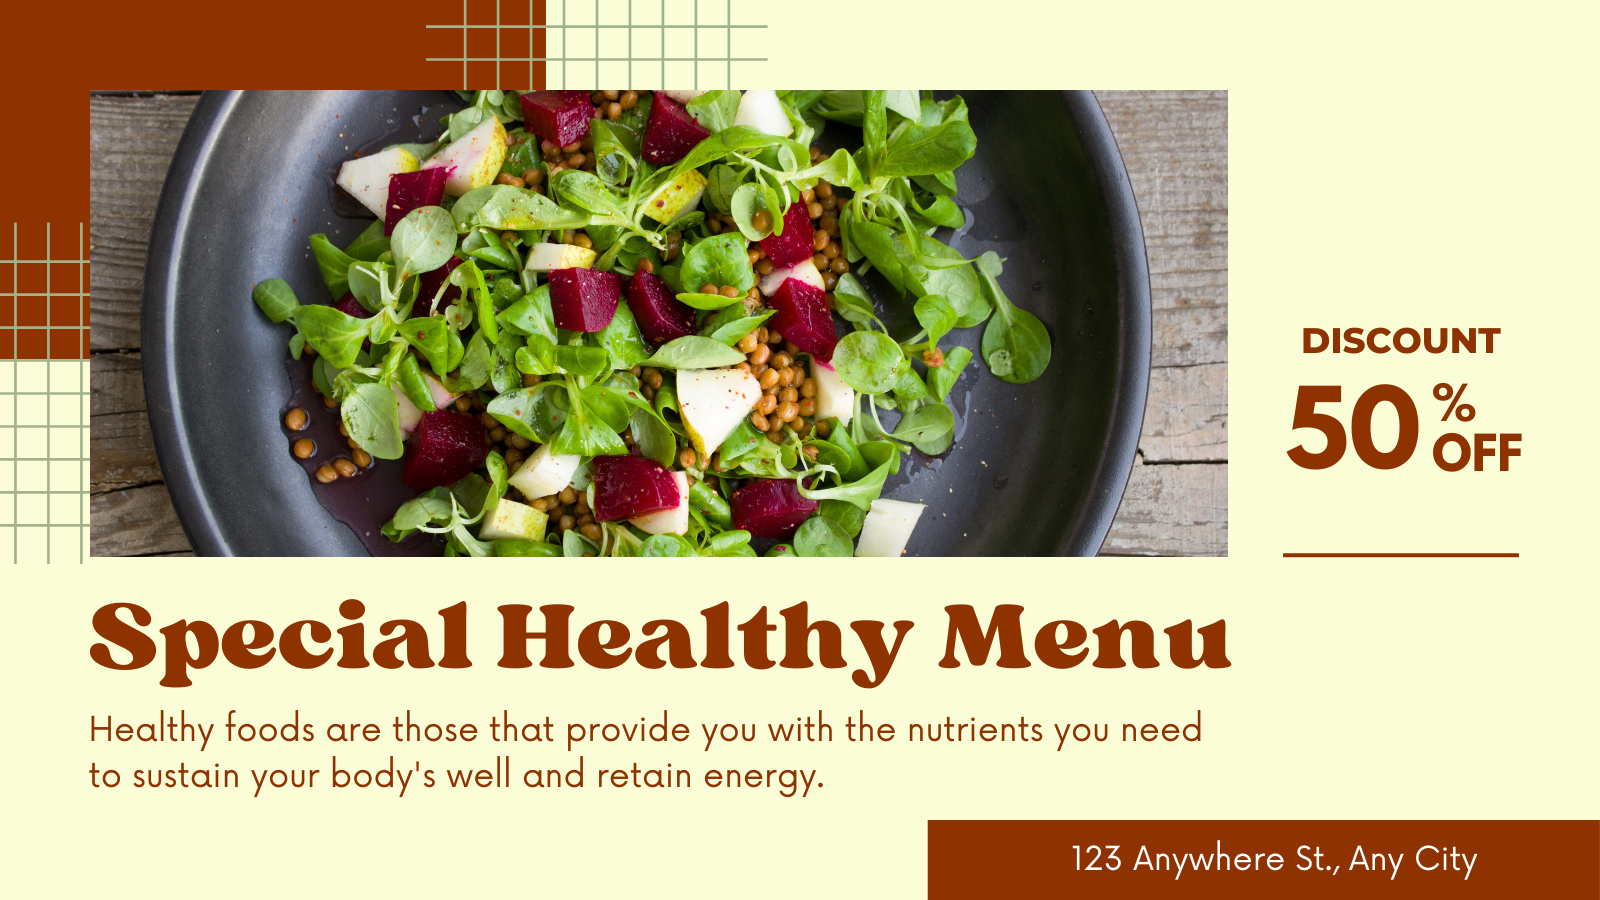 DISCOUNT
50 % OFF
Special Healthy Menu
Healthy foods are those that provide you with the nutrients you need
to sustain your body's well and retain energy.
123 Anywhere St., Any City